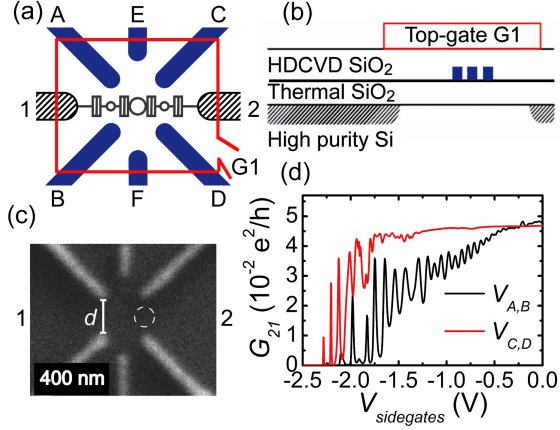 (a)
A E C
1 2
G1
B F D
(b)
Top-gate G1
HDCVD SiO2
Thermal SiO2
High purity Si
(c)
1 d 2
400 nm
(d)
G21 (10-2 e2/h)
5
4
3
2
1
0
VA,B
VC,D
-2.5 -2.0 -1.5 -1.0 -0.5 0.0
Vsidegates (V)